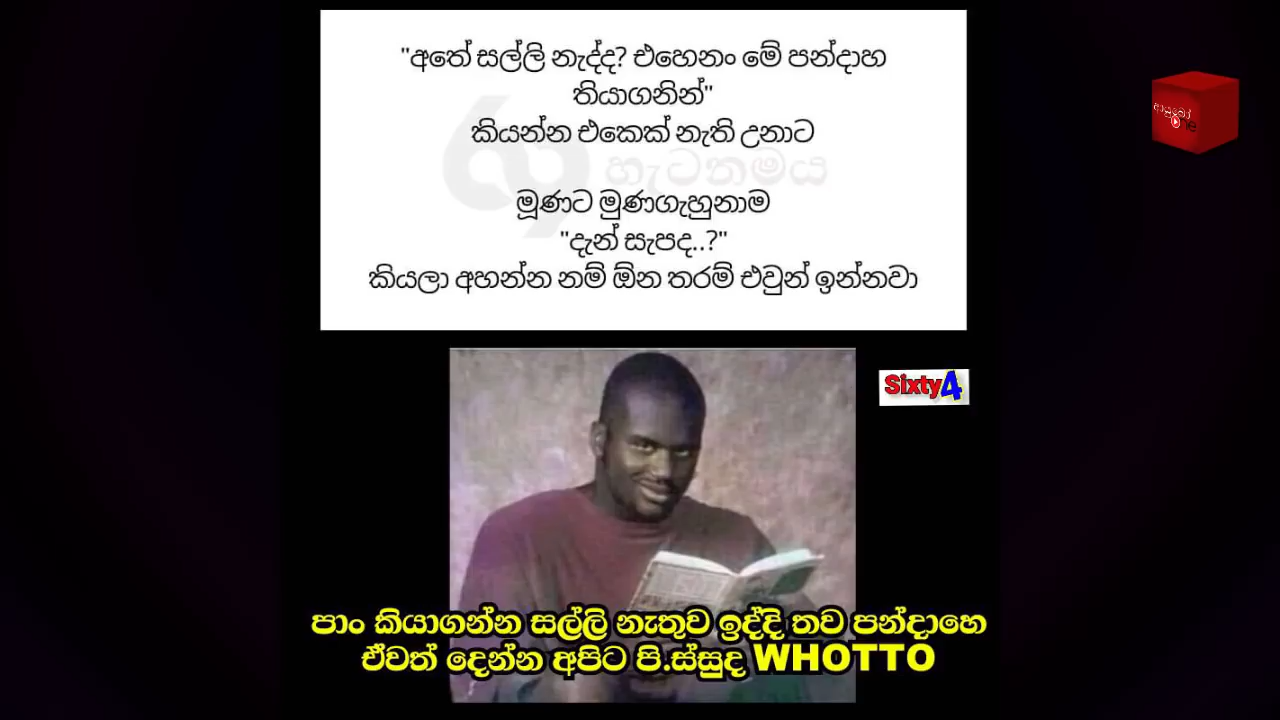 "අතේ සල්ලි නැද්ද? එහෙනං මේ පන්දාහ
තියාගනින්"
කියන්න එකෙක් නැති උනාට
හැටනමය
මූණට මුණගැහුනාම
"දැන් සැපද..?"
කියලා අහන්න නම් ඕන තරම් එවුන් ඉන්නවා
Sixty4
පාං කියාගන්න සල්ලි නැතුව ඉද්දි තව පන්දාහෙ
ඒවත් දෙන්න අපිට පි.ස්සුද WHOTTO